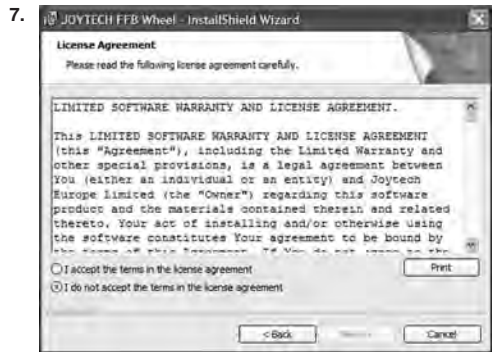 7.
JOYTECH FFB Wheel - InstallShield Wizard
License Agreement
Please read the following license agreement carefully.
LIMITED SOFTWARE WARRANTY AND LICENSE AGREEMENT.
This LIMITED SOFTWARE WARRANTY AND LICENSE AGREEMENT
(this "Agreement"), including the Limited Warranty and
other special provisions, is a legal agreement between
You (either an individual or an entity) and Joytech
Europe Limited (the "Owner") regarding this software
product and the materials contained therein and related
thereto. Your act of installing and/or otherwise using
the software constitutes Your agreement to be bound by
I accept the terms in the license agreement
Print
I do not accept the terms in the license agreement
< Back
Cancel